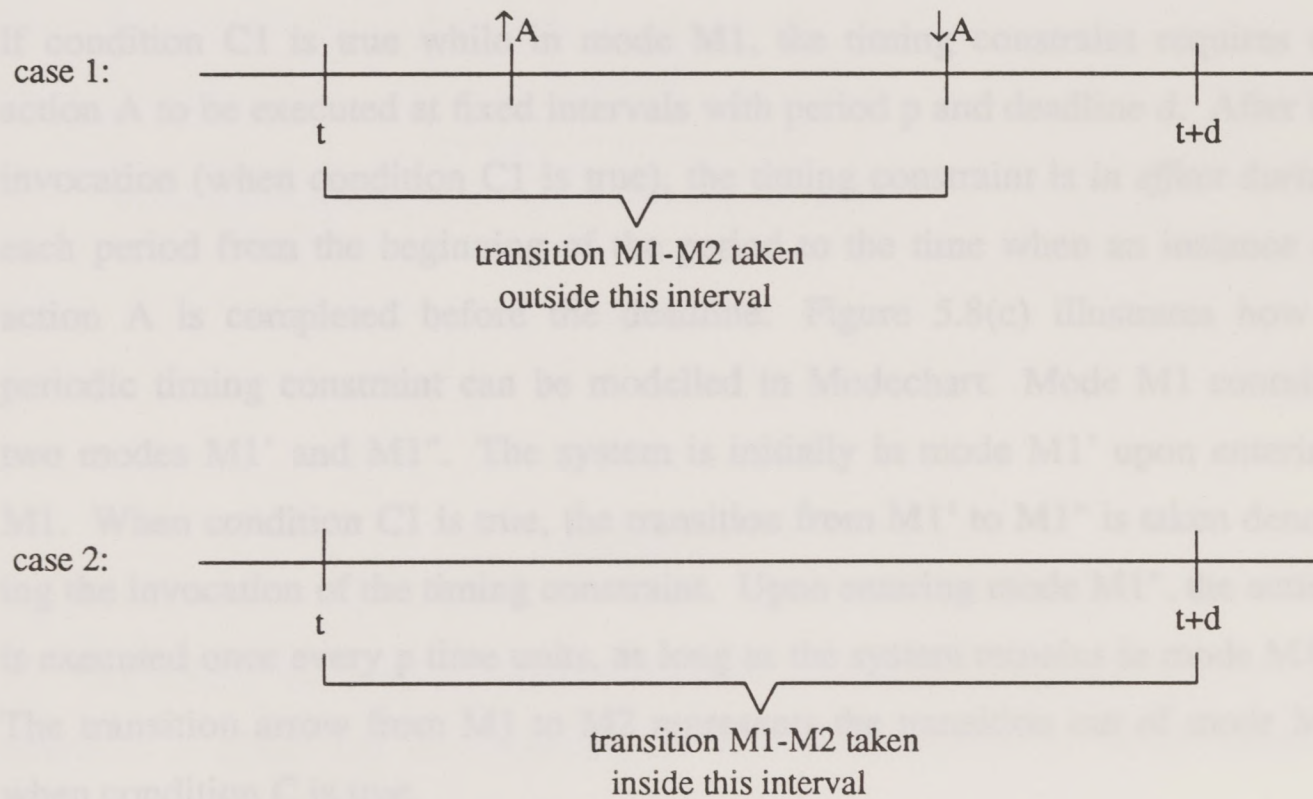 ↑A ↓A
case 1:
t t+d
transition M1-M2 taken
outside this interval
case 2:
t t+d
transition M1-M2 taken
inside this interval
If condition C1 is true while in mode M1, the timing constraint requires
action A to be executed at fixed intervals with period p and deadline d. After
invocation (when condition C1 is true), the timing constraint is in effect
each period from the beginning of the period to the time when an instance
action A is completed before the deadline. Figure 5.8(c) illustrates how
periodic timing constraint can be modelled in Modechart. Mode M1
two modes M1' and M1". The system is initially in mode M1' upon
M1. When condition C1 is true, the transition from M1' to M1" is taken
ing the invocation of the timing constraint. Upon entering mode M1", the
is executed once every p time units, as long as the system remains in mode
The transition arrow from M1 to M2 represents the transition out of mode
when condition C is true.